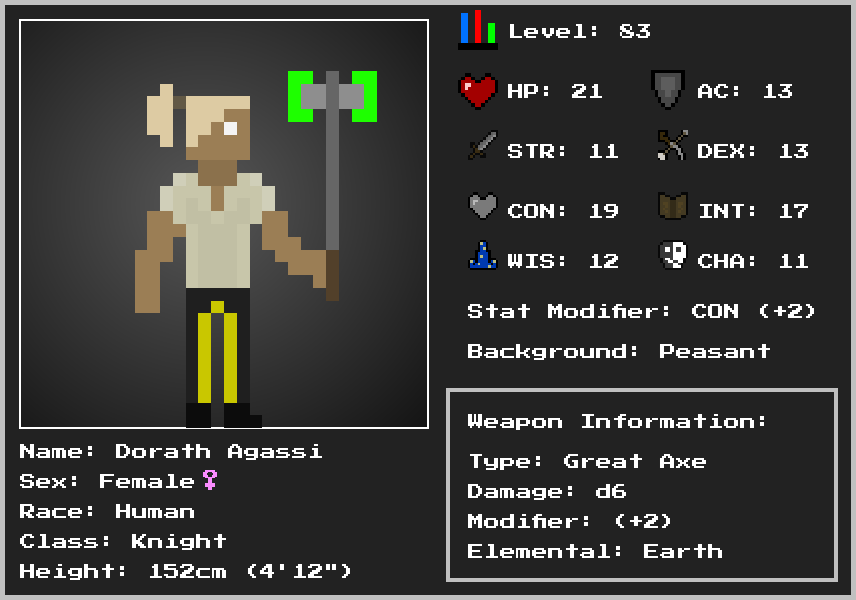 Level: 83
HP: 21
AC: 13
STR: 11
DEX: 13
CON: 19
INT: 17
WIS: 12
CHA: 11
Stat Modifier: CON (+2)
Background: Peasant
Weapon Information:
Type: Great Axe
Damage: d6
Modifier: (+2)
Elemental: Earth
Name: Dorath Agassi
Sex: Female♀
Race: Human
Class: Knight
Height: 152cm (4'12")